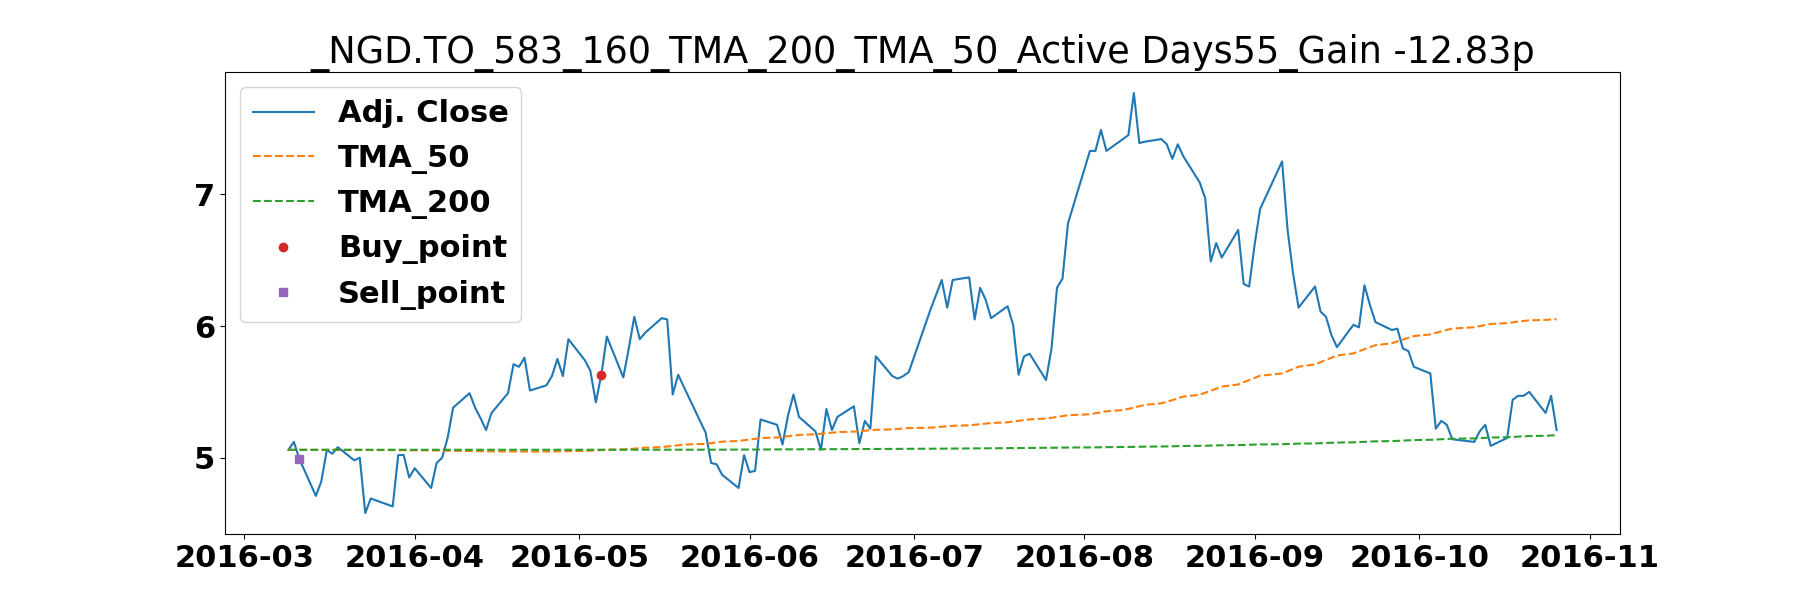 _NGD.TO_583_160_TMA_200_TMA_50_Active Days55_Gain -12.83p
Adj. Close
TMA_50
TMA_200
Buy_point
Sell_point
7
6
5
2016-03 2016-04 2016-05 2016-06 2016-07 2016-08 2016-09 2016-10 2016-11